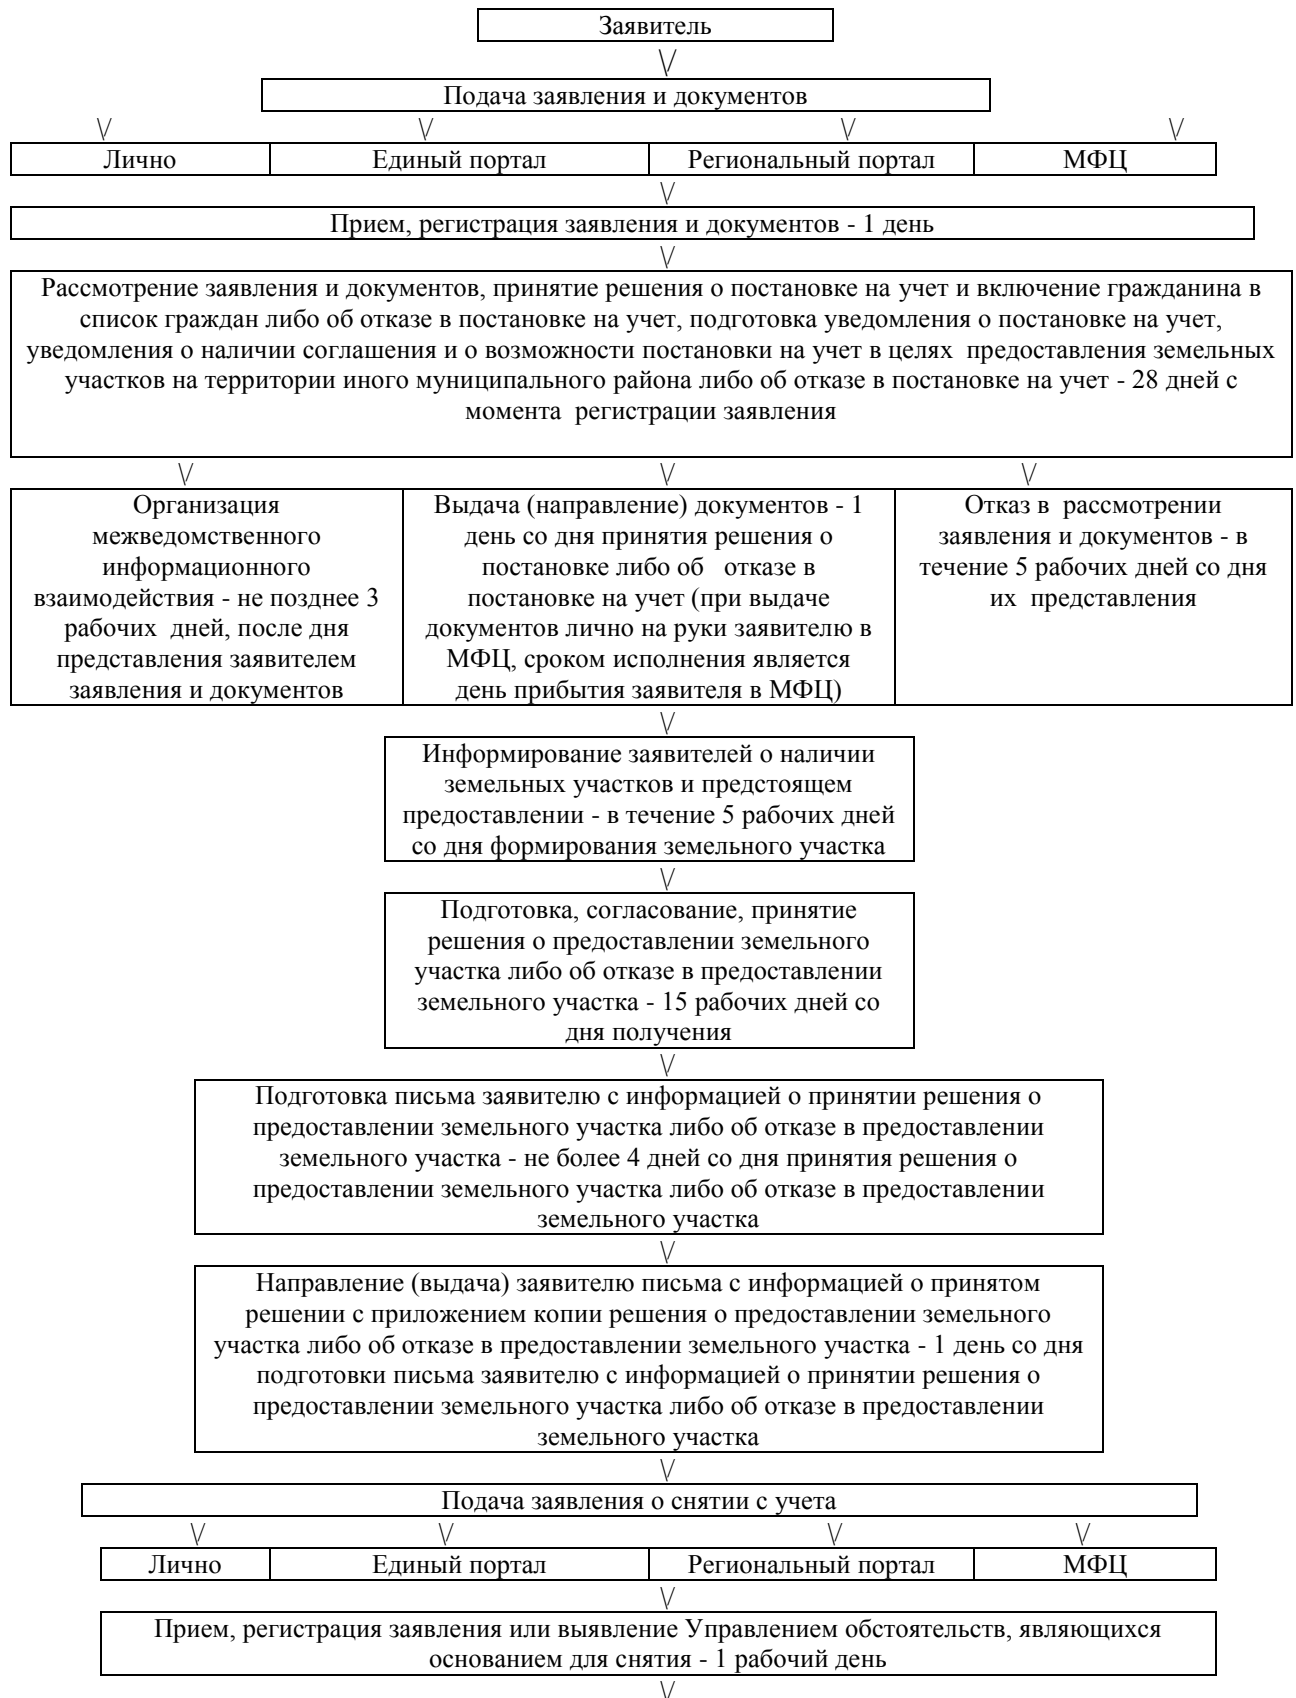 Заявитель
Подача заявления и документов
Лично
Единый портал
Региональный портал
МФЦ
Прием, регистрация заявления и документов - 1 день
Рассмотрение заявления и документов, принятие решения о постановке на учет и включение гражданина в
список граждан либо об отказе в постановке на учет, подготовка уведомления о постановке на учет,
уведомления о наличии соглашения и о возможности постановки на учет в целях предоставления земельных
участков на территории иного муниципального района либо об отказе в постановке на учет - 28 дней с
момента регистрации заявления
Организация
межведомственного
информационного
взаимодействия - не позднее 3
рабочих дней, после дня
представления заявителем
заявления и документов
Выдача (направление) документов - 1
день со дня принятия решения о
постановке либо об отказе в
постановке на учет (при выдаче
документов лично на руки заявителю в
МФЦ, сроком исполнения является
день прибытия заявителя в МФЦ)
Отказ в рассмотрении
заявления и документов - в
течение 5 рабочих дней со дня
их представления
Информирование заявителей о наличии
земельных участков и предстоящем
предоставлении - в течение 5 рабочих дней
со дня формирования земельного участка
Подготовка, согласование, принятие
решения о предоставлении земельного
участка либо об отказе в предоставлении
земельного участка - 15 рабочих дней со
дня получения
Подготовка письма заявителю с информацией о принятии решения о
предоставлении земельного участка либо об отказе в предоставлении
земельного участка - не более 4 дней со дня принятия решения о
предоставлении земельного участка либо об отказе в предоставлении
земельного участка
Направление (выдача) заявителю письма с информацией о принятом
решении с приложением копии решения о предоставлении земельного
участка либо об отказе в предоставлении земельного участка - 1 день со дня
подготовки письма заявителю с информацией о принятии решения о
предоставлении земельного участка либо об отказе в предоставлении
земельного участка
Подача заявления о снятии с учета
Лично
Единый портал
Региональный портал
МФЦ
Прием, регистрация заявления или выявление Управлением обстоятельств, являющихся
основанием для снятия - 1 рабочий день